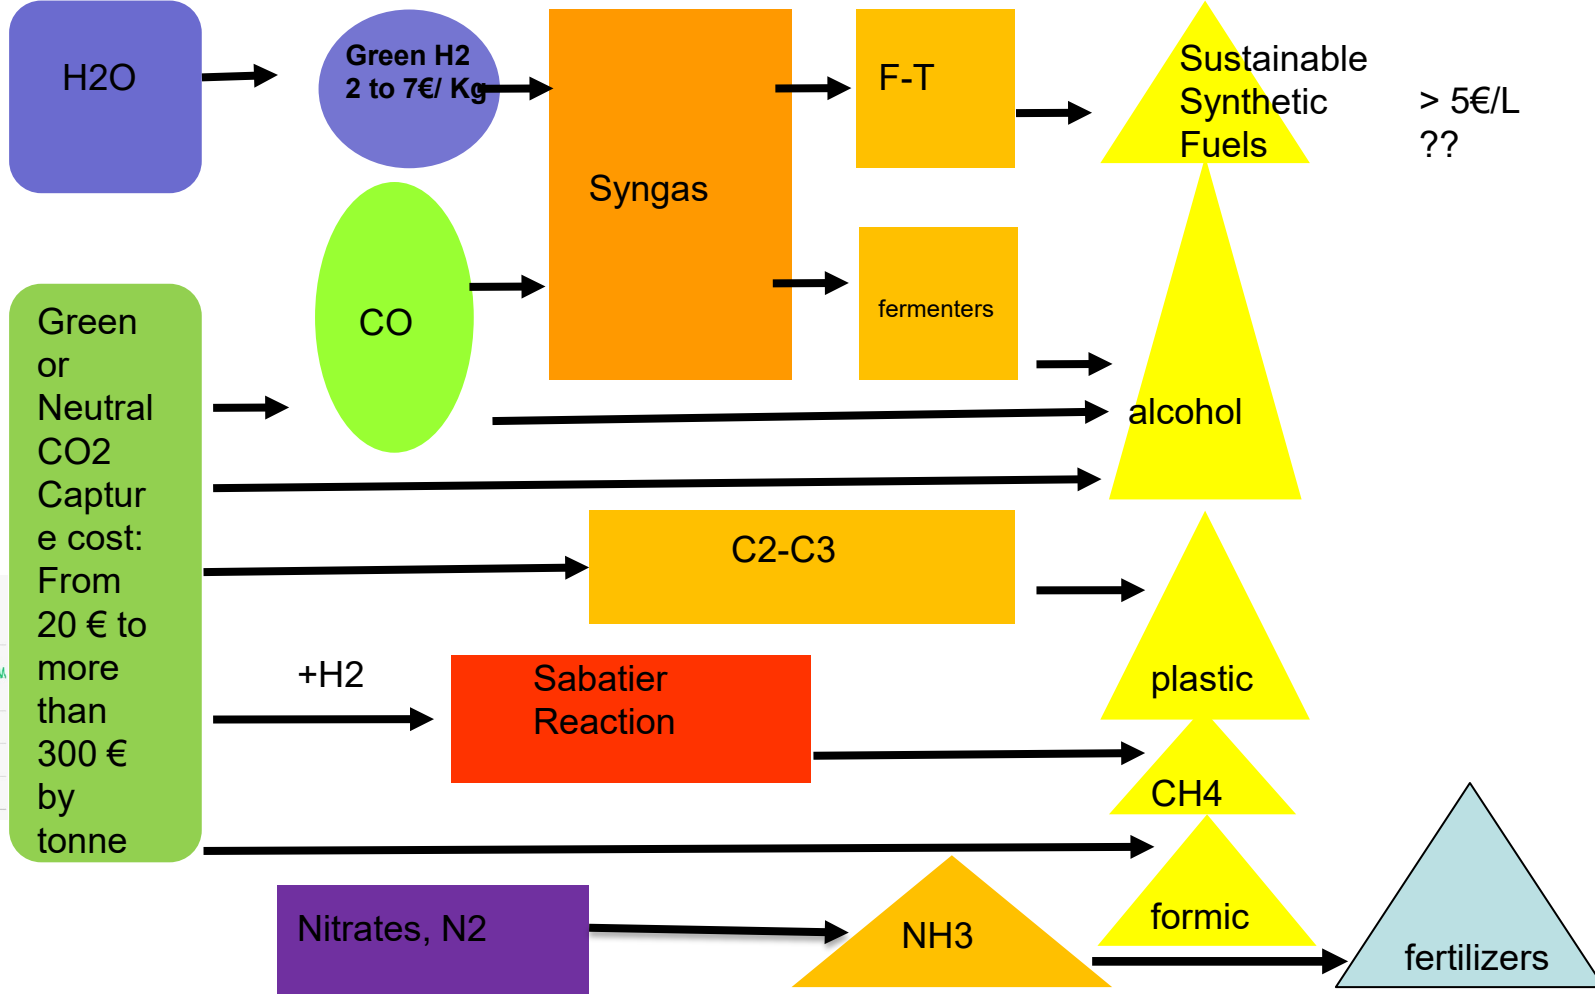 H2O
Green H2
2 to 7€/ Kg
Syngas
F-T
Sustainable
Synthetic
Fuels
> 5€/L
??
CO
fermenters
Green
or
Neutral
CO2
Captur
e cost:
From
20 € to
more
than
300 €
by
tonne
alcohol
C2-C3
plastic
+H2
Sabatier
Reaction
CH4
formic
Nitrates, N2
NH3
fertilizers